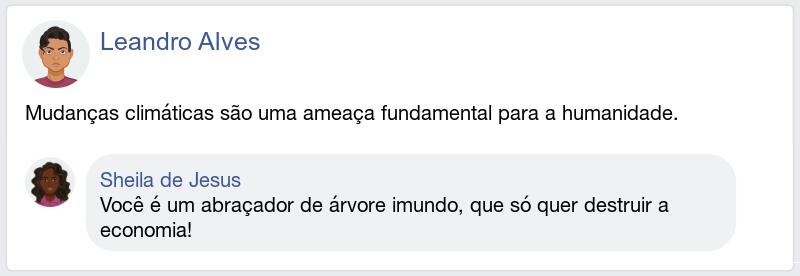 Leandro Alves
Mudanças climáticas são uma ameaça fundamental para a humanidade.
Sheila de Jesus
Você é um abraçador de árvore imundo, que só quer destruir a
economia!